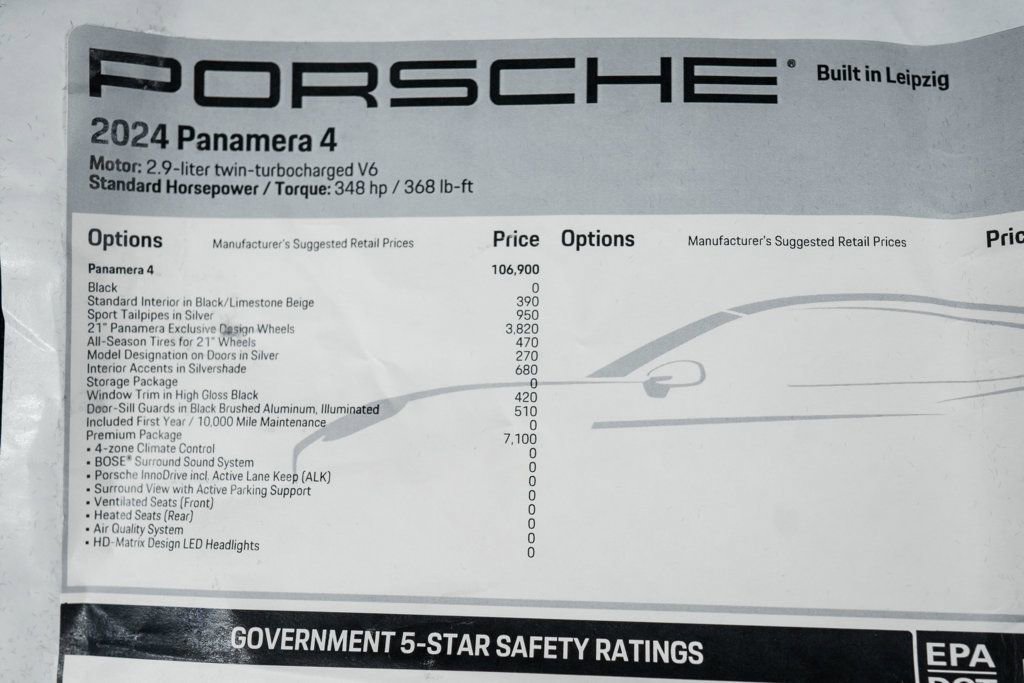 PORSCHE® Built in Leipzig
2024 Panamera 4
Motor: 2.9-liter twin-turbocharged V6
Standard Horsepower / Torque: 348 hp / 368 lb-ft
Options Manufacturer's Suggested Retail Prices Price Options Manufacturer's Suggested Retail Prices
Panamera 4 106,900
Black 0
Standard Interior in Black/Limestone Beige 390
Sport Tailpipes in Silver 950
21" Panamera Exclusive Design Wheels 3,820
All-Season Tires for 21" Wheels 470
Model Designation on Doors in Silver 270
Interior Accents in Silvershade 680
Storage Package 0
Window Trim in High Gloss Black 420
Door-Sill Guards in Black Brushed Aluminum, Illuminated 510
Included First Year / 10,000 Mile Maintenance 0
Premium Package 7,100
• 4-zone Climate Control 0
• BOSE® Surround Sound System 0
• Porsche InnoDrive incl. Active Lane Keep (ALK) 0
• Surround View with Active Parking Support 0
• Ventilated Seats (Front) 0
• Heated Seats (Rear) 0
• Air Quality System 0
• HD-Matrix Design LED Headlights 0
GOVERNMENT 5-STAR SAFETY RATINGS
EPA